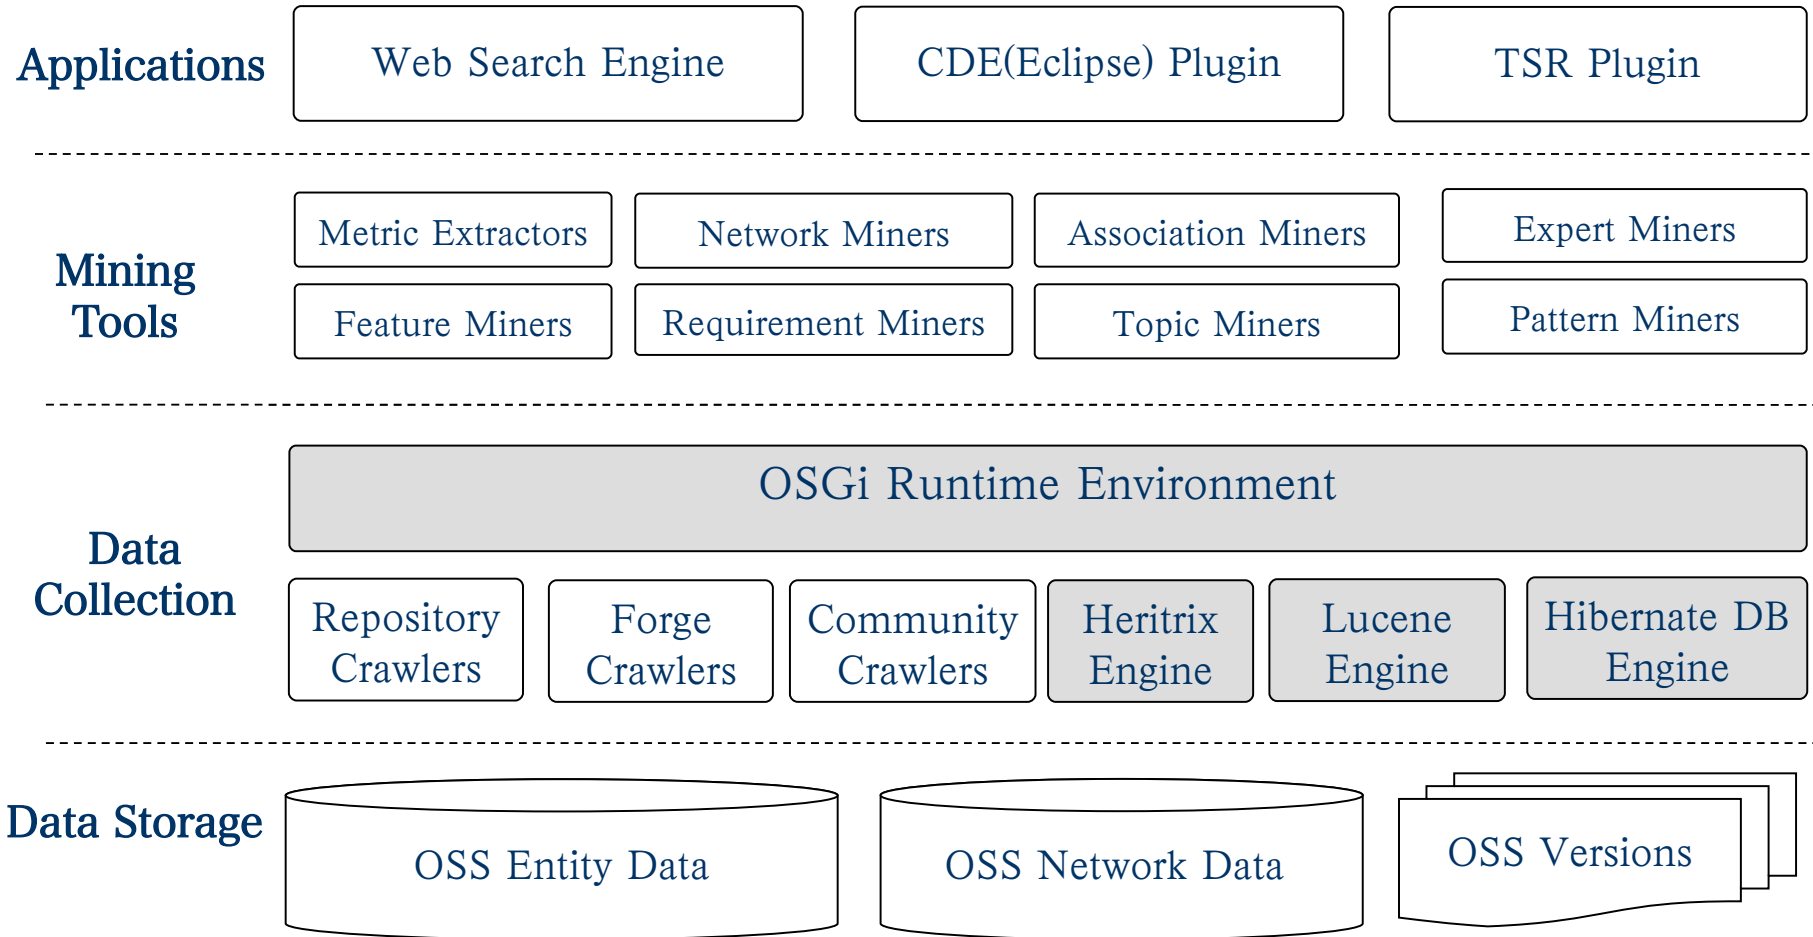 Applications
Web Search Engine
CDE(Eclipse) Plugin
TSR Plugin
Mining
Tools
Metric Extractors
Network Miners
Association Miners
Expert Miners
Feature Miners
Requirement Miners
Topic Miners
Pattern Miners
Data
Collection
OSGi Runtime Environment
Repository
Crawlers
Forge
Crawlers
Community
Crawlers
Heritrix
Engine
Lucene
Engine
Hibernate DB
Engine
Data Storage
OSS Entity Data
OSS Network Data
OSS Versions